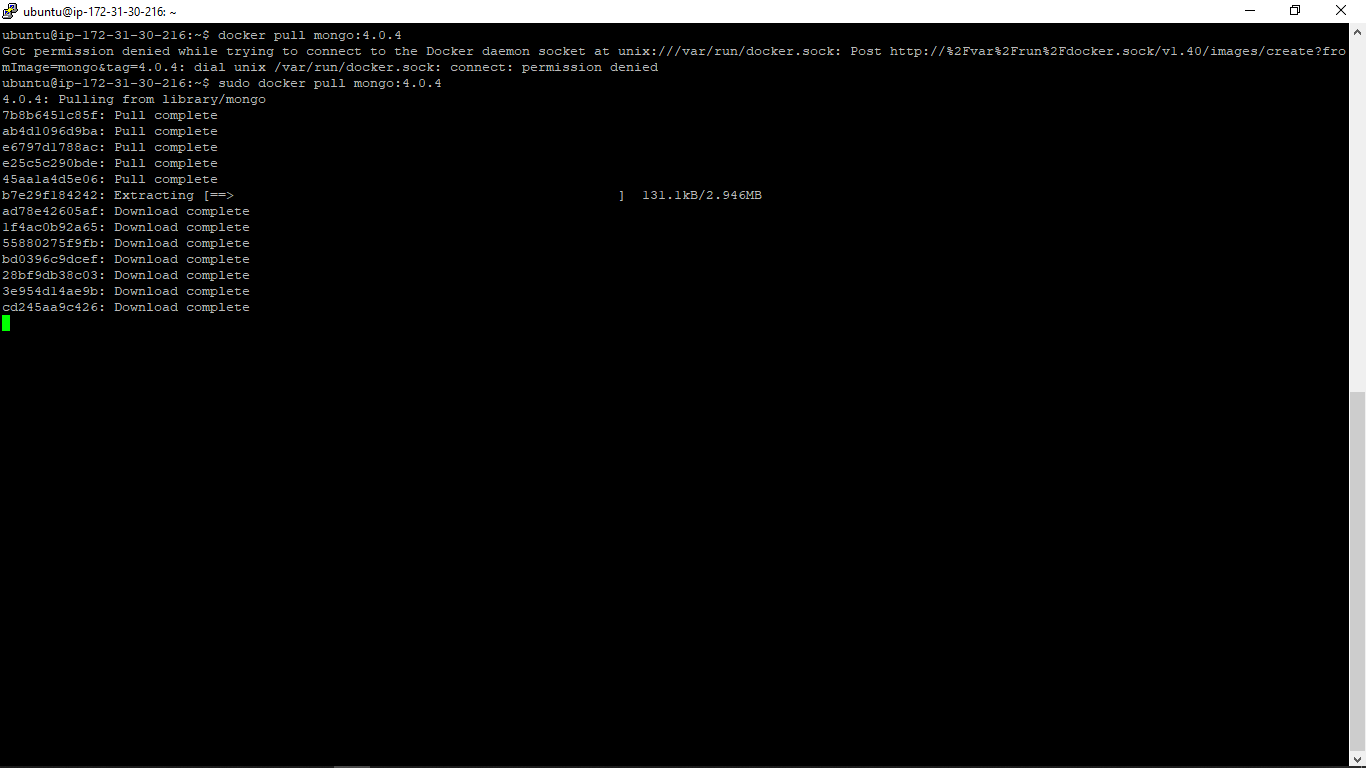 ubuntu@ip-172-31-30-216: ~
ubuntu@ip-172-31-30-216:~$ docker pull mongo:4.0.4
Got permission denied while trying to connect to the Docker daemon socket at unix:///var/run/docker.sock: Post http://%2Fvar%2Frun%2Fdocker.sock/v1.40/images/create?fro
mImage=mongo&tag=4.0.4: dial unix /var/run/docker.sock: connect: permission denied
ubuntu@ip-172-31-30-216:~$ sudo docker pull mongo:4.0.4
4.0.4: Pulling from library/mongo
7b8b6451c85f: Pull complete
ab4d1096d9ba: Pull complete
e6797d1788ac: Pull complete
e25c5c290bde: Pull complete
45aa1a4d5e06: Pull complete
b7e29f184242: Extracting [==>                                                ]  131.1kB/2.946MB
ad78e42605af: Download complete
1f4ac0b92a65: Download complete
55880275f9fb: Download complete
bd0396c9dcef: Download complete
28bf9db38c03: Download complete
3e954d14ae9b: Download complete
cd245aa9c426: Download complete